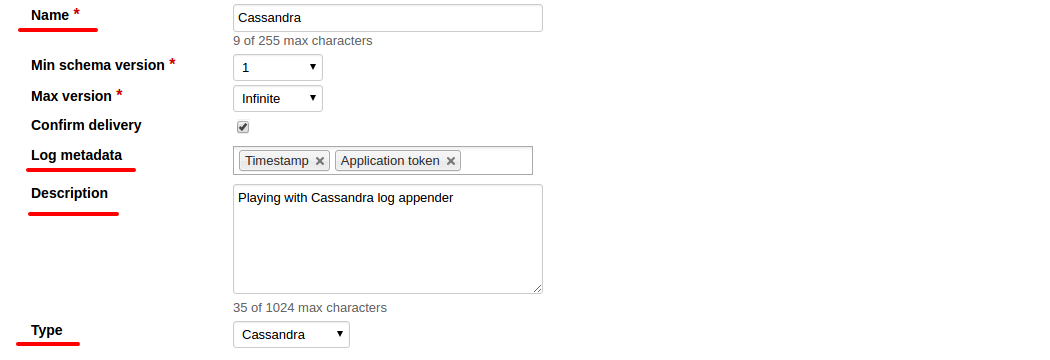 Name * Cassandra
9 of 255 max characters
Min schema version * 1
Max version * Infinite
Confirm delivery
Log metadata Timestamp Application token
Description Playing with Cassandra log appender
35 of 1024 max characters
Type Cassandra